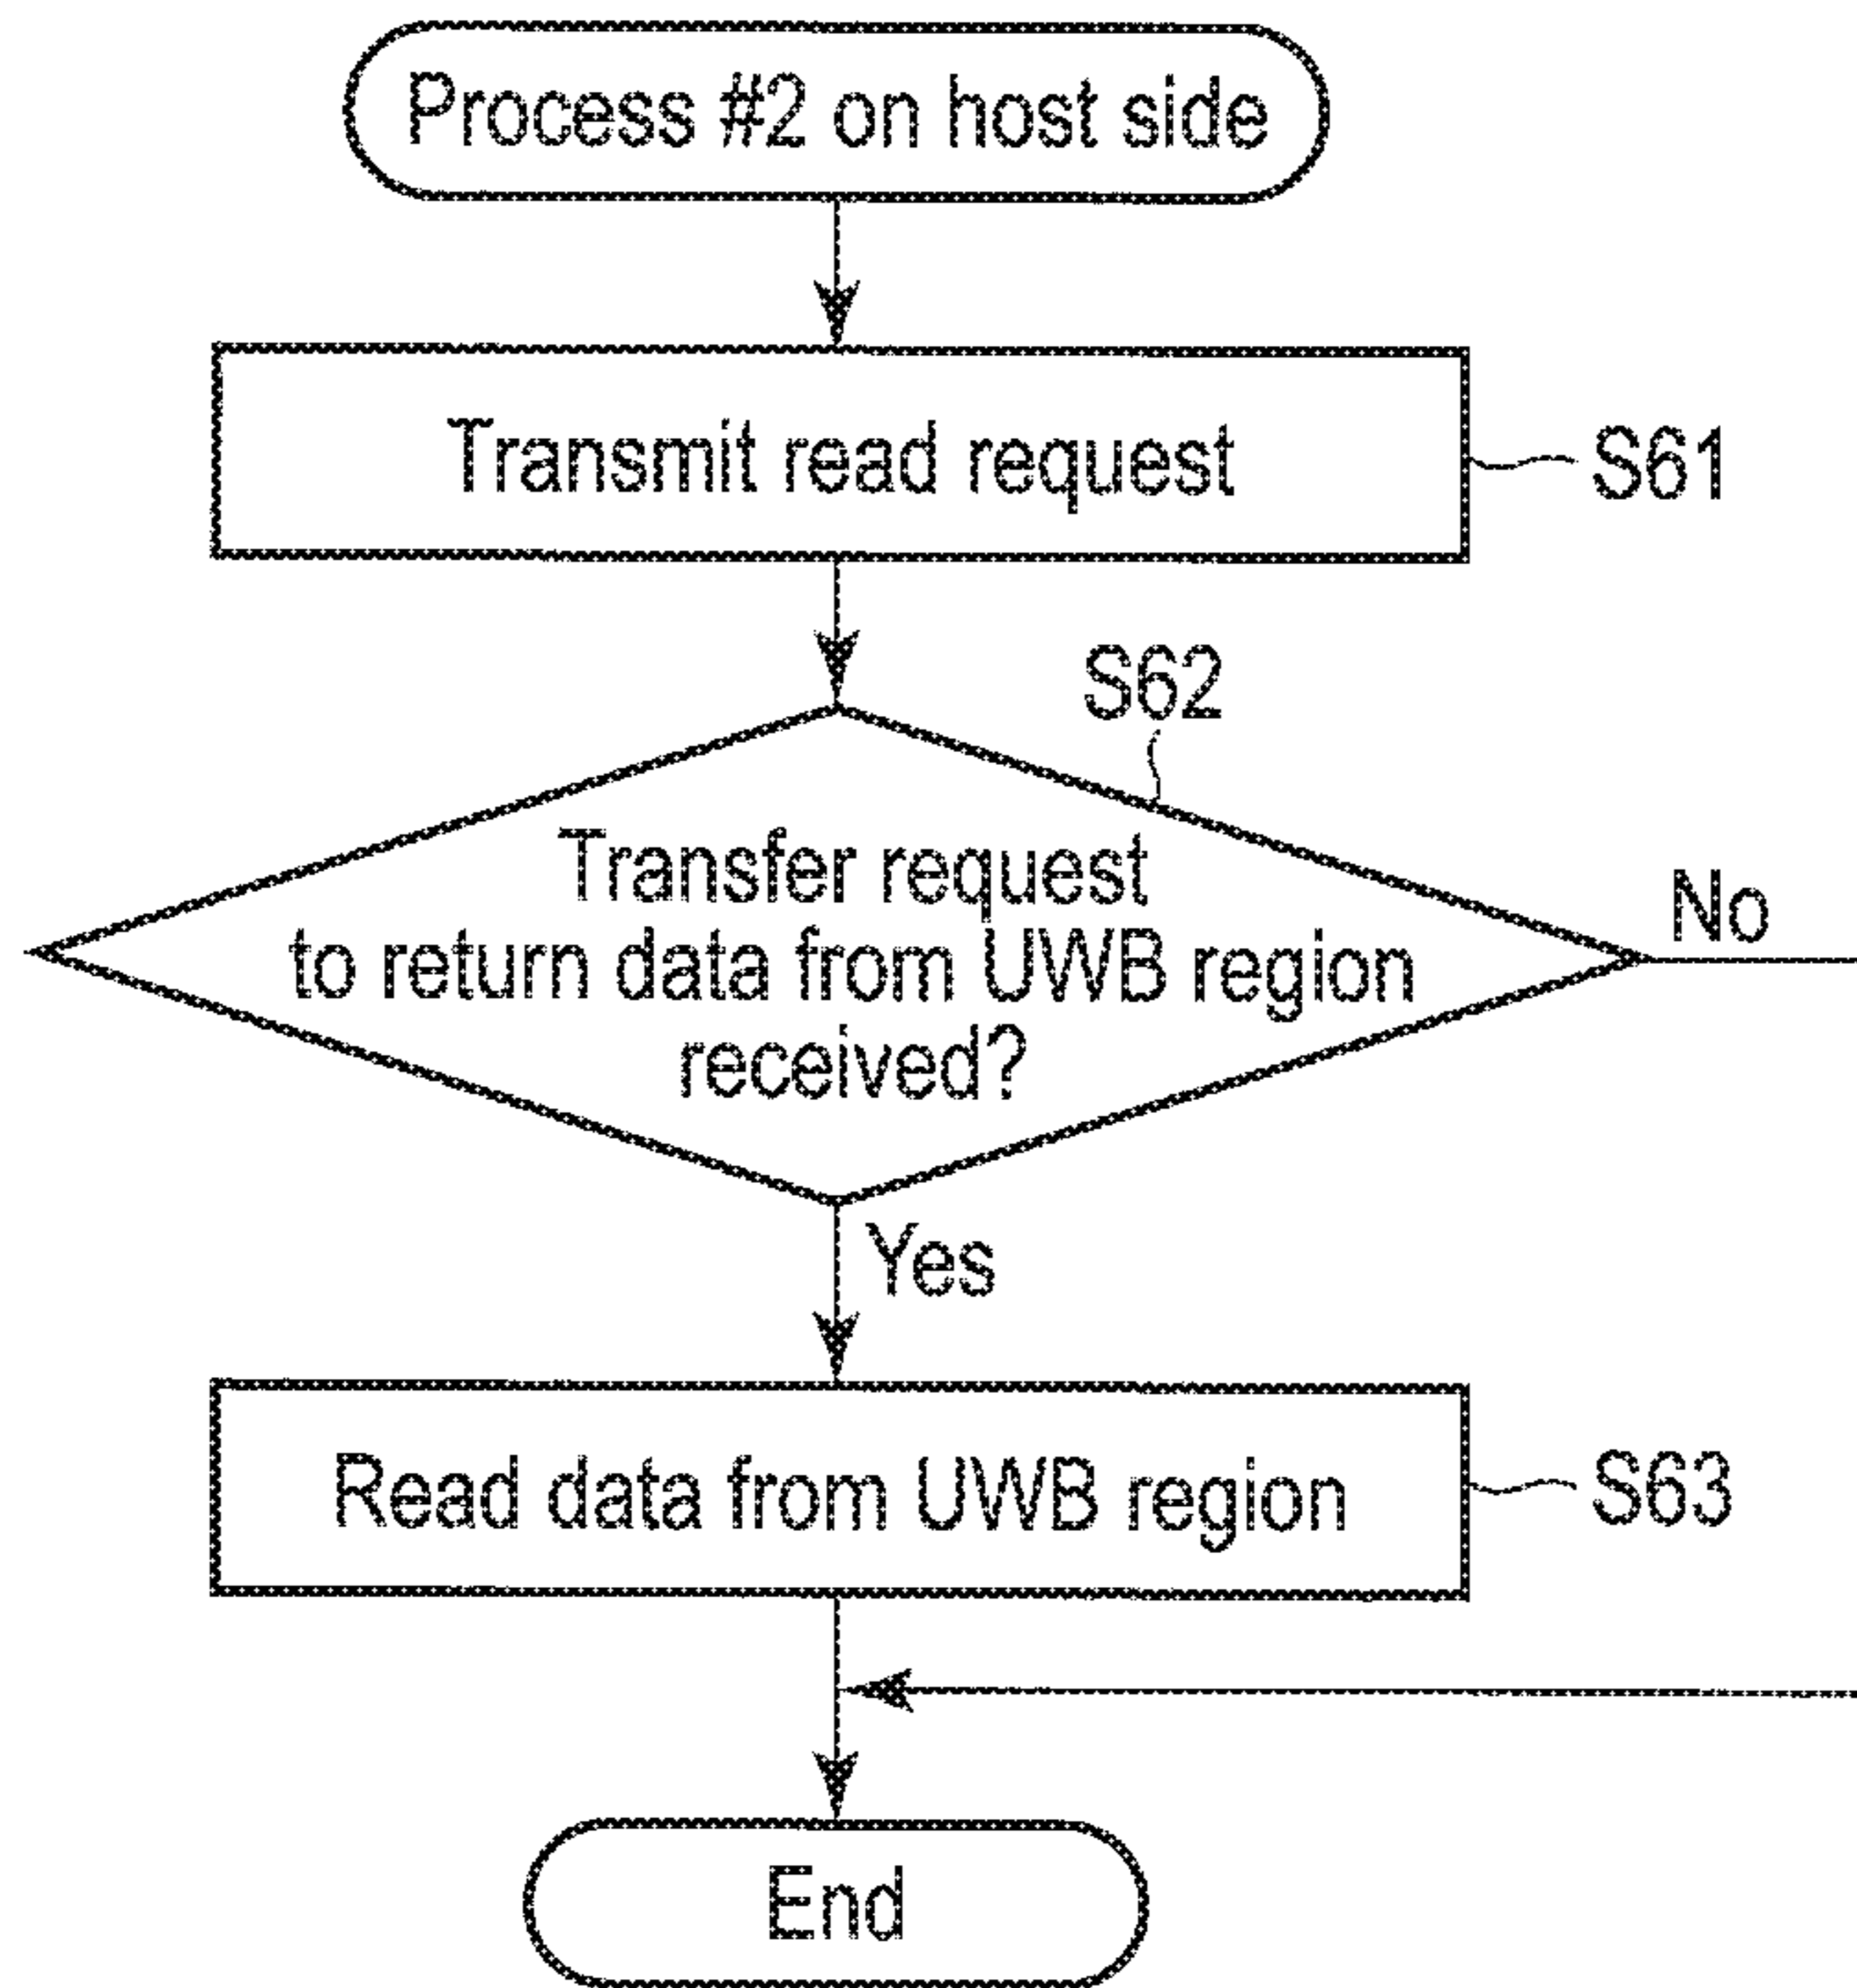 Process #2 on host side
Transmit read request
S61
S62
Transfer request
to return data from UWB region
received?
No
Yes
Read data from UWB region
S63
End